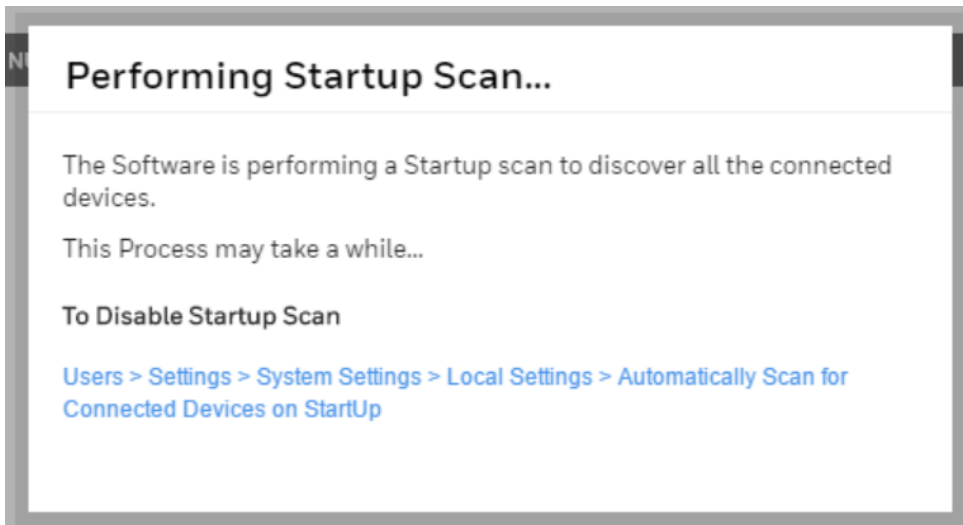 NU
Performing Startup Scan...
The Software is performing a Startup scan to discover all the connected
devices.
This Process may take a while...
To Disable Startup Scan
Users > Settings > System Settings > Local Settings > Automatically Scan for
Connected Devices on StartUp